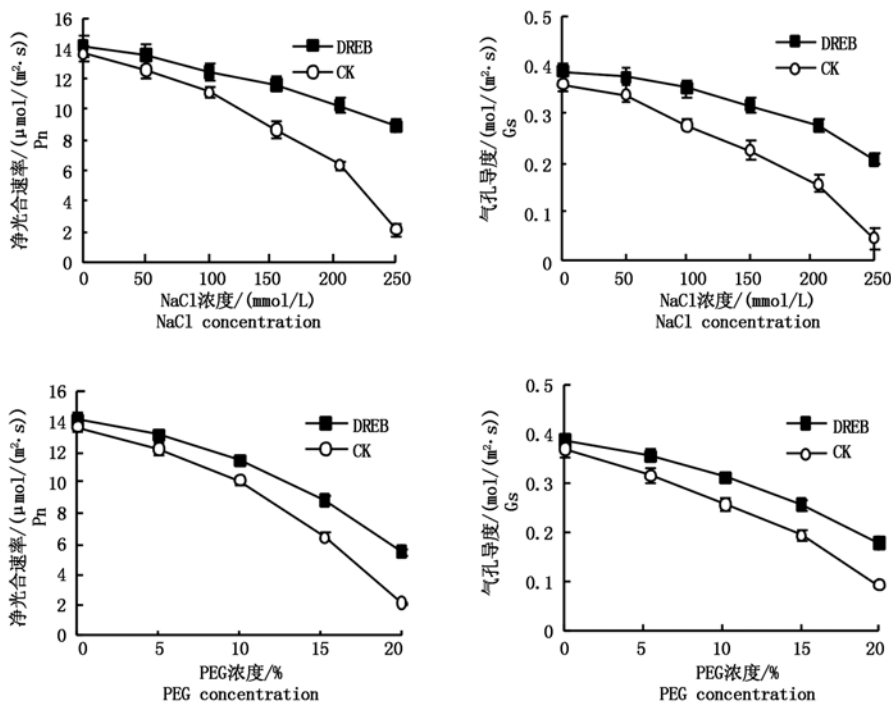 净光合速率/(μmol/(m²·s))
Pn
16
14
12
10
8
6
4
2
0
DREB
CK
0 50 100 150 200 250
NaCl浓度/(mmol/L)
NaCl concentration
气孔导度/(mol/(m²·s))
Gs
0.5
0.4
0.3
0.2
0.1
0
DREB
CK
0 50 100 150 200 250
NaCl浓度/(mmol/L)
NaCl concentration
净光合速率/(μmol/(m²·s))
Pn
16
14
12
10
8
6
4
2
0
DREB
CK
0 5 10 15 20
PEG浓度/%
PEG concentration
气孔导度/(mol/(m²·s))
Gs
0.5
0.4
0.3
0.2
0.1
0
DREB
CK
0 5 10 15 20
PEG浓度/%
PEG concentration